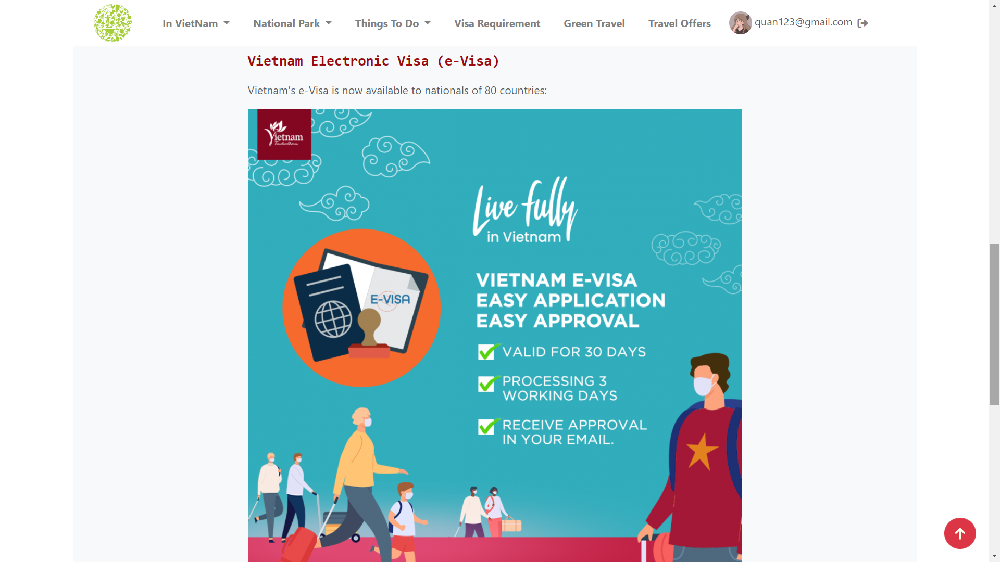 In VietNam
National Park
Things To Do
Visa Requirement
Green Travel
Travel Offers
quan123@gmail.com
Vietnam Electronic Visa (e-Visa)
Vietnam's e-Visa is now available to nationals of 80 countries:
Vietnam
Timeless Charm
Live fully
in Vietnam
E-VISA
VIETNAM E-VISA
EASY APPLICATION
EASY APPROVAL
VALID FOR 30 DAYS
PROCESSING 3
WORKING DAYS
RECEIVE APPROVAL
IN YOUR EMAIL.